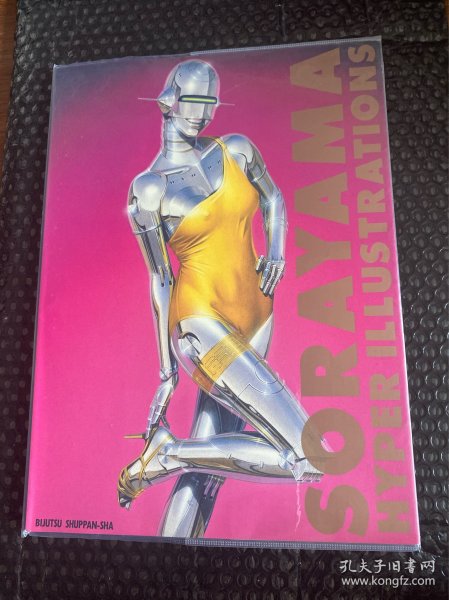 SORAYAMA
HYPER ILLUSTRATIONS
BIJUTSU SHUPPAN-SHA
孔夫子旧书网
www.kongfz.com